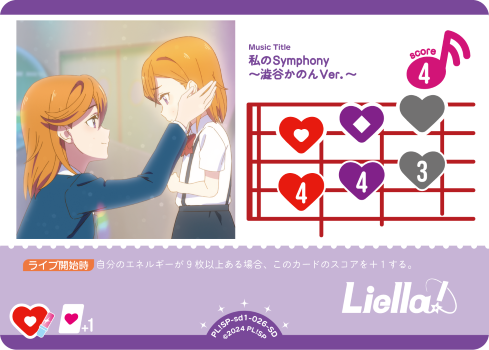 Music Title
私のSymphony
～澁谷かのんVer.～
score
4
4
4
3
ライブ開始時 自分のエネルギーが9枚以上ある場合、このカードのスコアを+1する。
Liella!
+1
PL!SP-sd1-026-SD
©2024 PL!SP